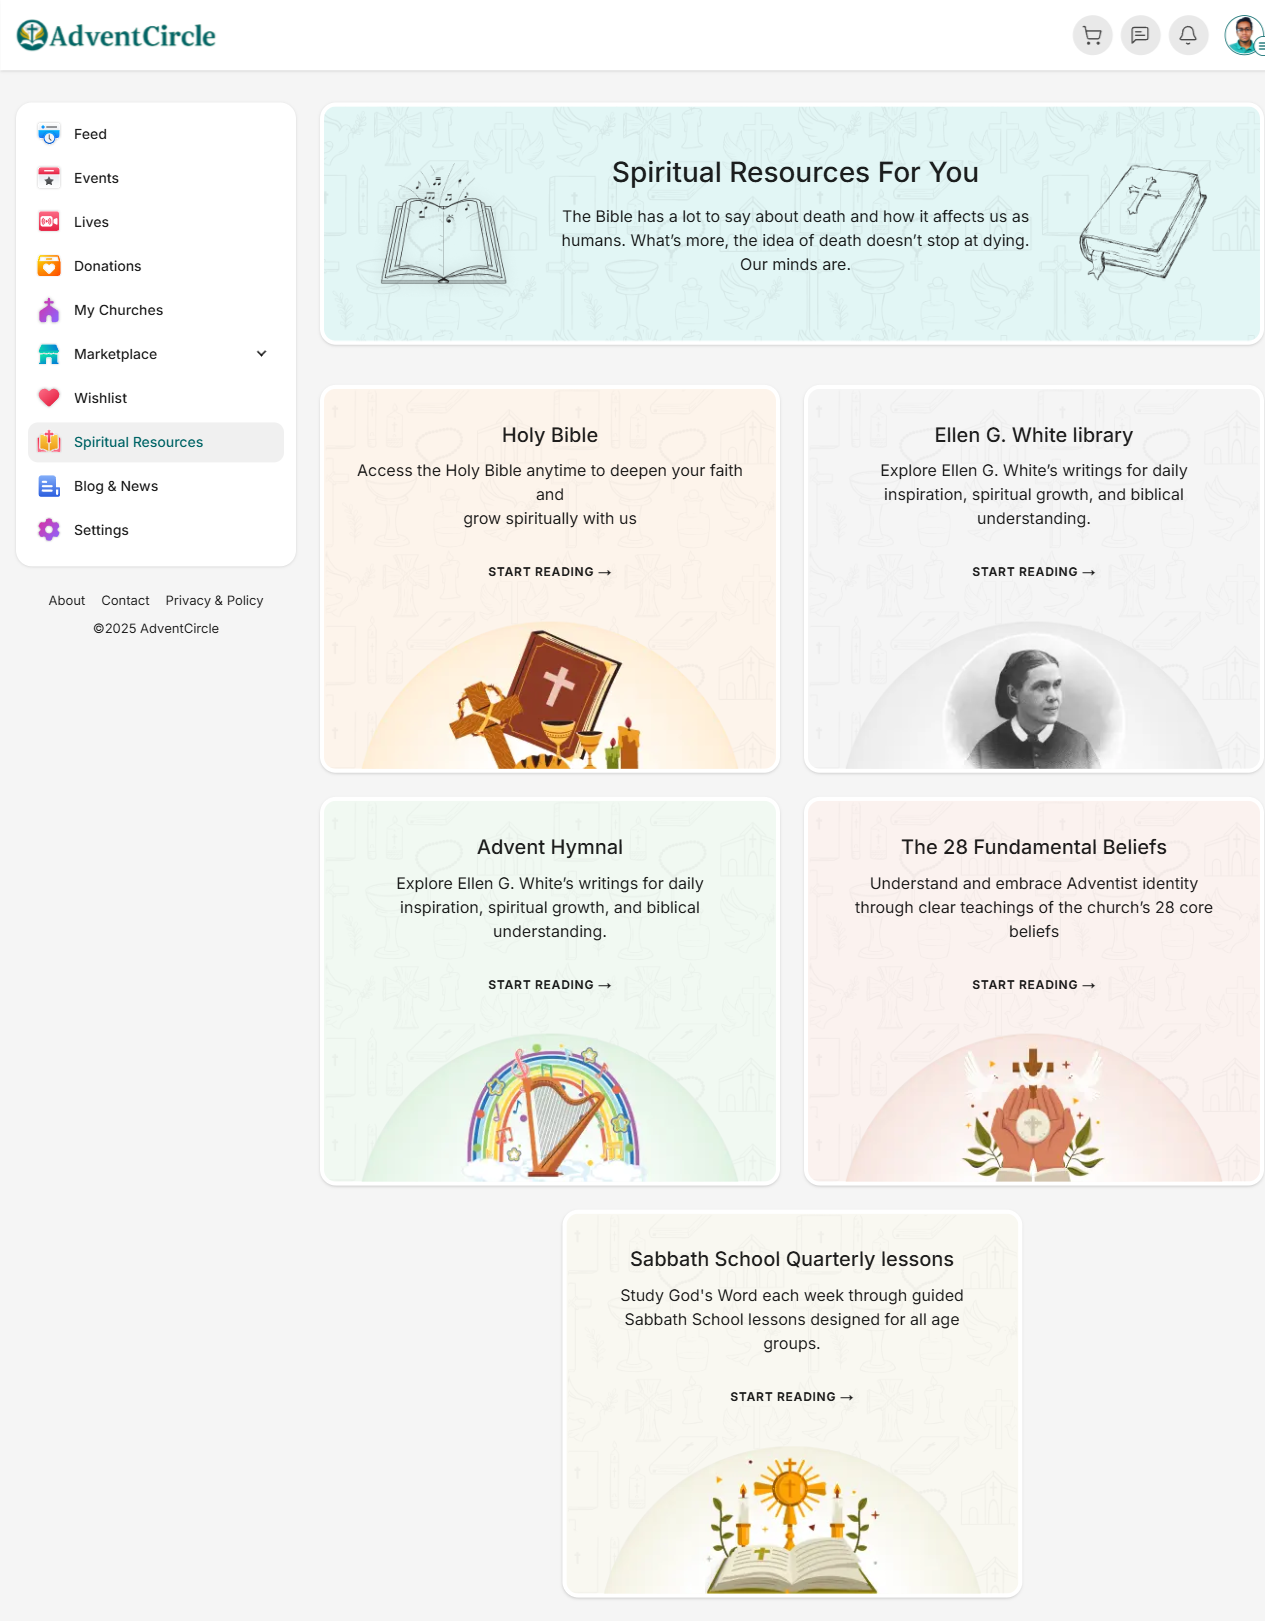 AdventCircle
Feed
Events
Lives
Donations
My Churches
Marketplace
Wishlist
Spiritual Resources
Blog & News
Settings
About Contact Privacy & Policy
©2025 AdventCircle
Spiritual Resources For You
The Bible has a lot to say about death and how it affects us as
humans. What’s more, the idea of death doesn’t stop at dying.
Our minds are.
Holy Bible
Access the Holy Bible anytime to deepen your faith
and
grow spiritually with us
START READING →
Ellen G. White library
Explore Ellen G. White’s writings for daily
inspiration, spiritual growth, and biblical
understanding.
START READING →
Advent Hymnal
Explore Ellen G. White’s writings for daily
inspiration, spiritual growth, and biblical
understanding.
START READING →
The 28 Fundamental Beliefs
Understand and embrace Adventist identity
through clear teachings of the church’s 28 core
beliefs
START READING →
Sabbath School Quarterly lessons
Study God's Word each week through guided
Sabbath School lessons designed for all age
groups.
START READING →